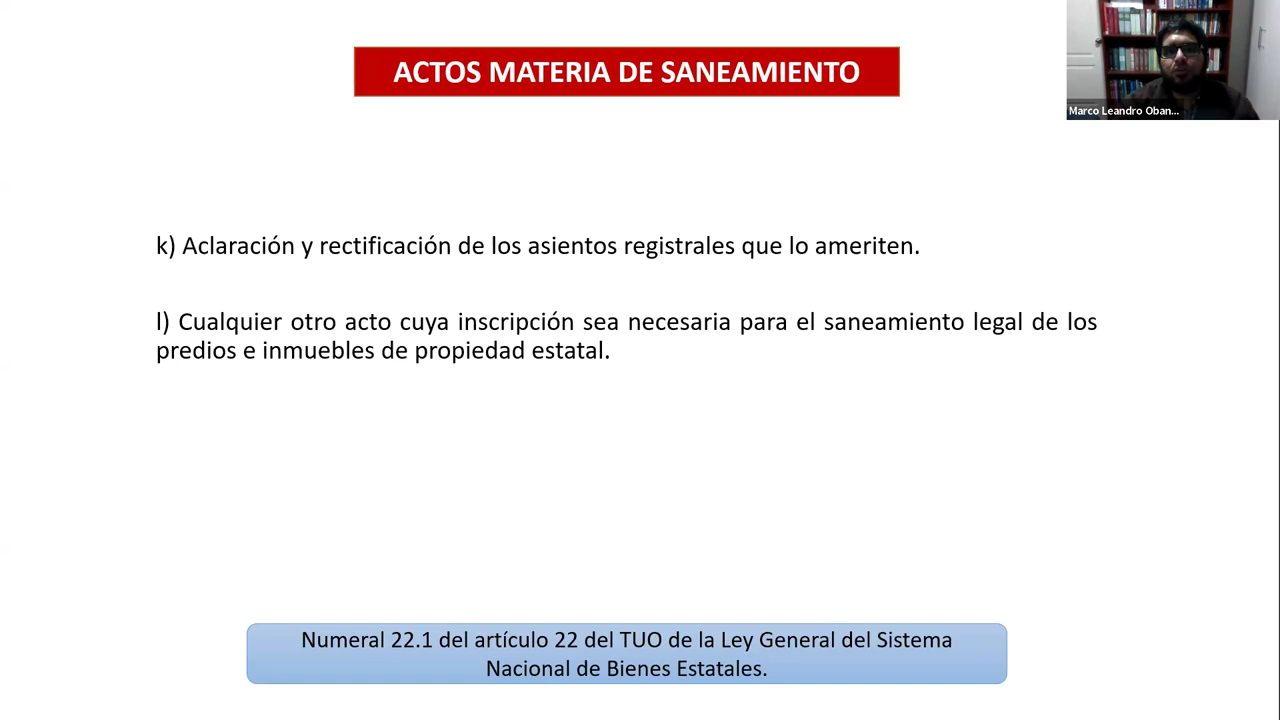 ACTOS MATERIA DE SANEAMIENTO
Marco Leandro Oban...
k) Aclaración y rectificación de los asientos registrales que lo ameriten.
l) Cualquier otro acto cuya inscripción sea necesaria para el saneamiento legal de los
predios e inmuebles de propiedad estatal.
Numeral 22.1 del artículo 22 del TUO de la Ley General del Sistema
Nacional de Bienes Estatales.